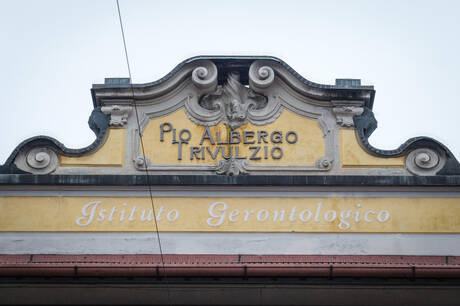 Pio Albergo
Trivulzio
Istituto Gerontologico